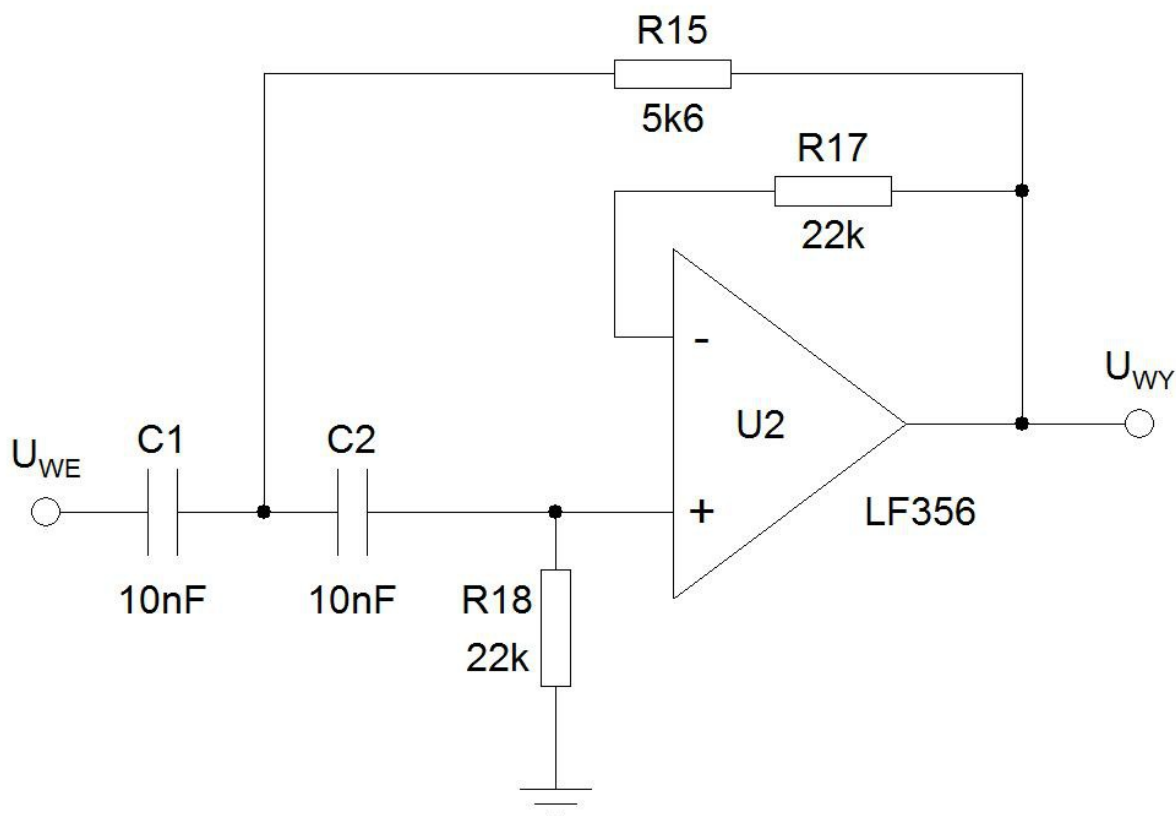 R15
5k6
R17
22k
-
U2
+
LF356
U_WY
U_WE
C1
C2
10nF
10nF
R18
22k